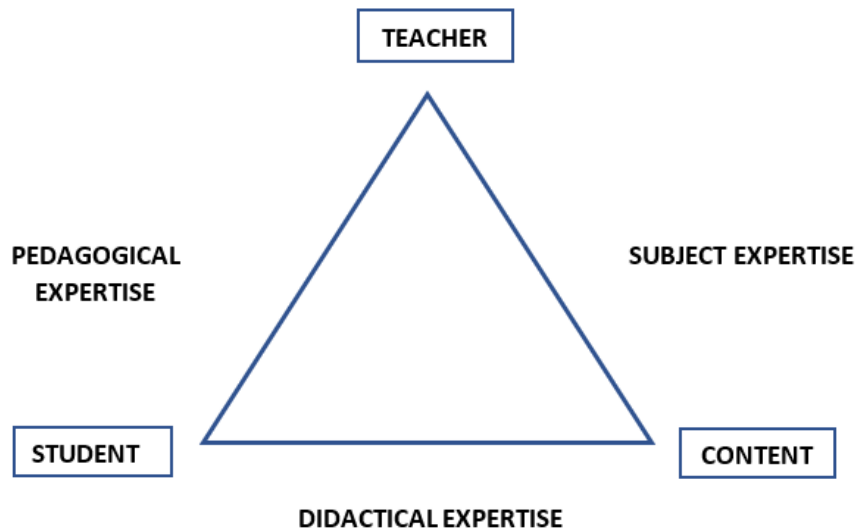 TEACHER
PEDAGOGICAL
EXPERTISE
SUBJECT EXPERTISE
STUDENT
CONTENT
DIDACTICAL EXPERTISE